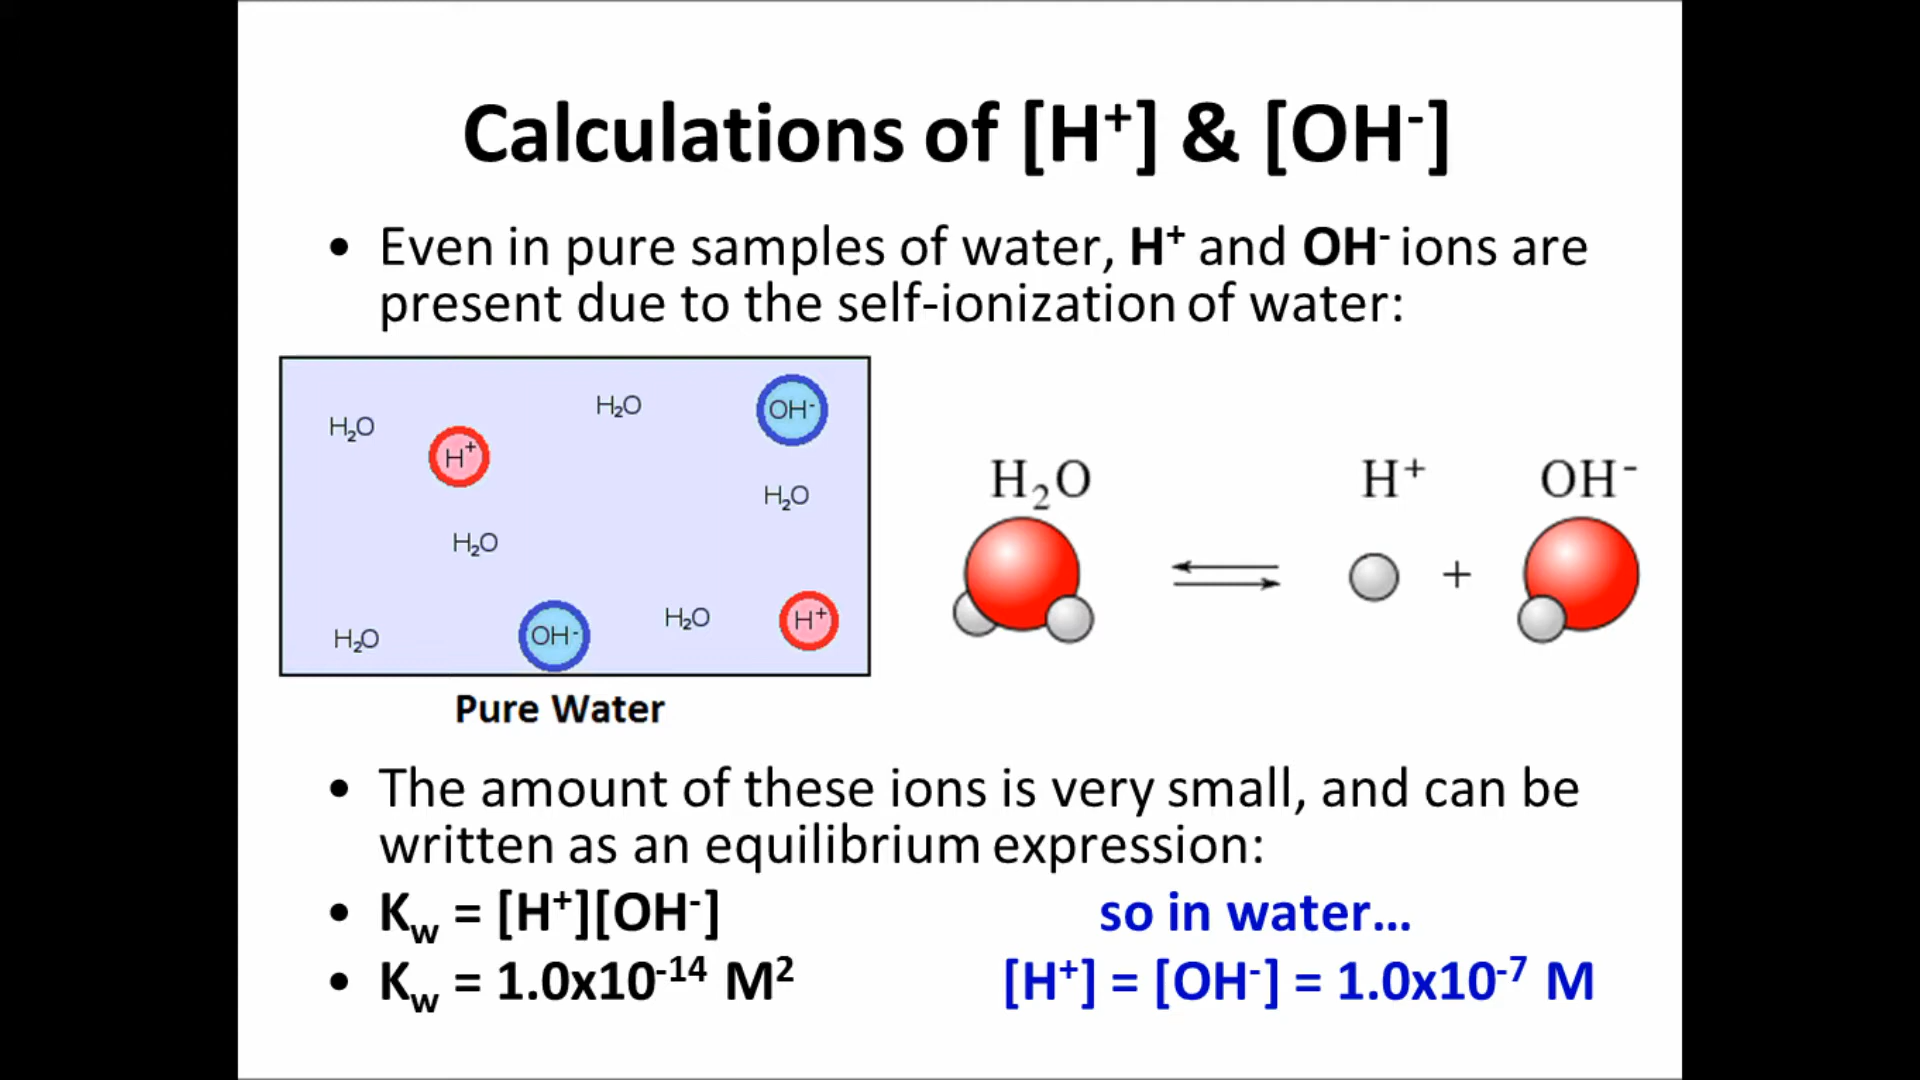 Calculations of [H⁺] & [OH⁻]
• Even in pure samples of water, H⁺ and OH⁻ ions are
present due to the self-ionization of water:
H₂O
H⁺
H₂O
OH⁻
H₂O
H₂O
H₂O
OH⁻
H₂O
H⁺
Pure Water
H₂O
H⁺
OH⁻
+
• The amount of these ions is very small, and can be
written as an equilibrium expression:
• K_w = [H⁺][OH⁻]
so in water...
• K_w = 1.0x10⁻¹⁴ M²
[H⁺] = [OH⁻] = 1.0x10⁻⁷ M